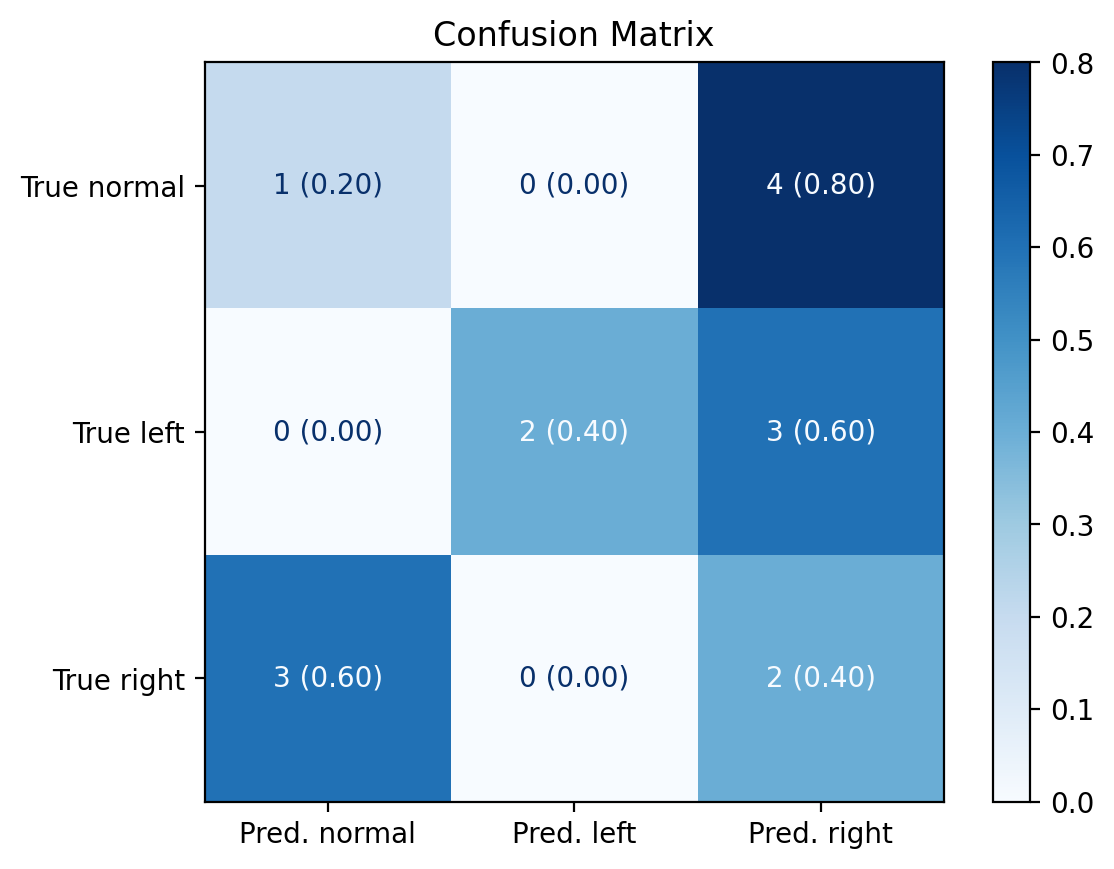 Confusion Matrix
True normal 1 (0.20) 0 (0.00) 4 (0.80)
True left 0 (0.00) 2 (0.40) 3 (0.60)
True right 3 (0.60) 0 (0.00) 2 (0.40)
Pred. normal Pred. left Pred. right
0.8
0.7
0.6
0.5
0.4
0.3
0.2
0.1
0.0